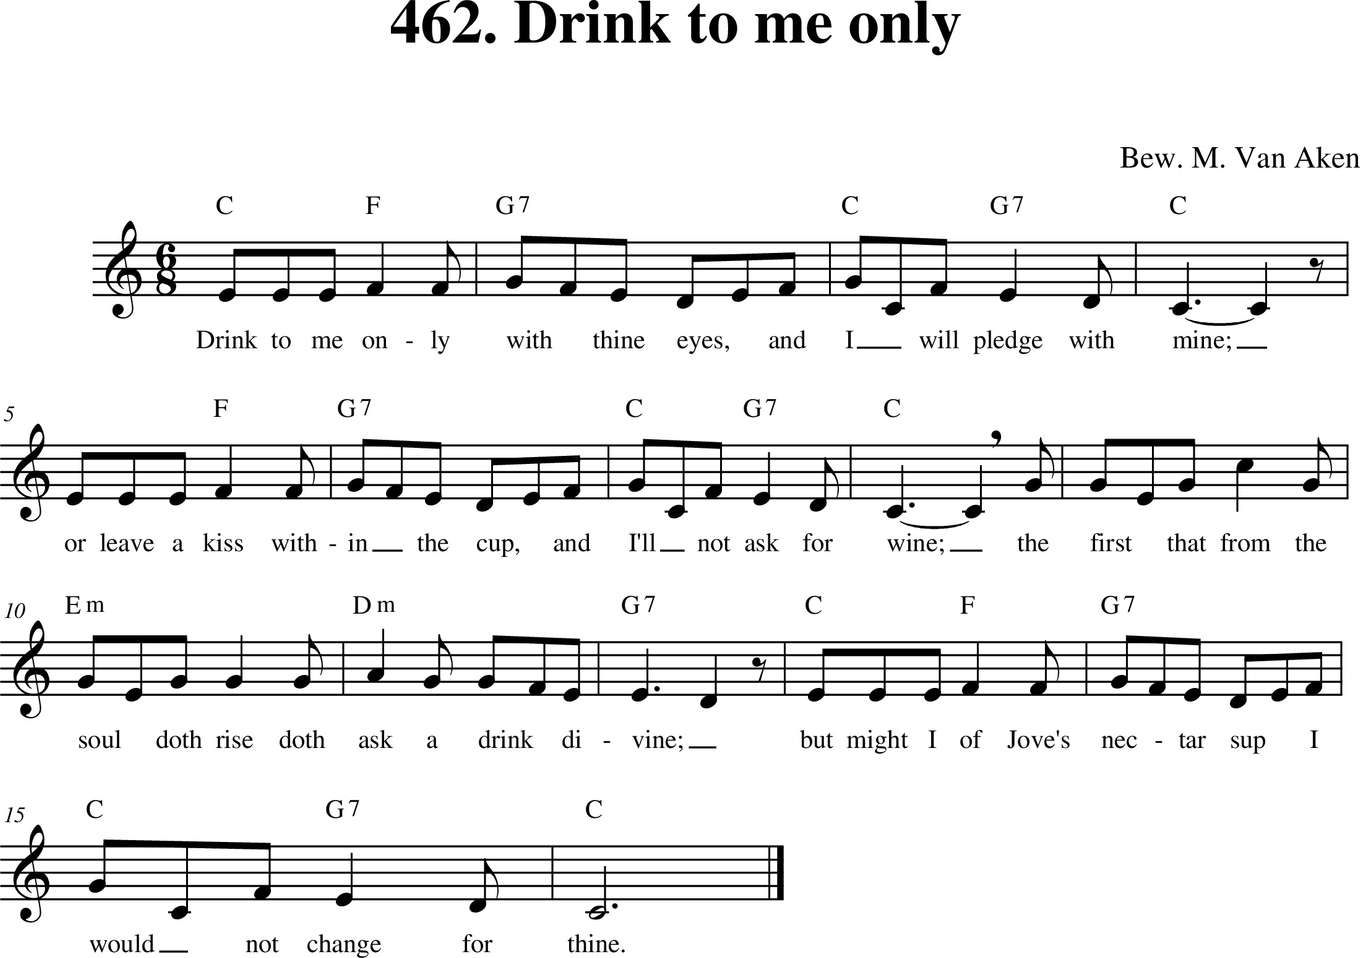 462. Drink to me only
Bew. M. Van Aken
C F G7 C G7 C
6
8
Drink to me on - ly with thine eyes, and I will pledge with mine;
5
F G7 C G7 C
or leave a kiss with - in the cup, and I'll not ask for wine; the first that from the
10
Em Dm G7 C F G7
soul doth rise doth ask a drink di - vine; but might I of Jove's nec - tar sup I
15
C G7 C
would not change for thine.